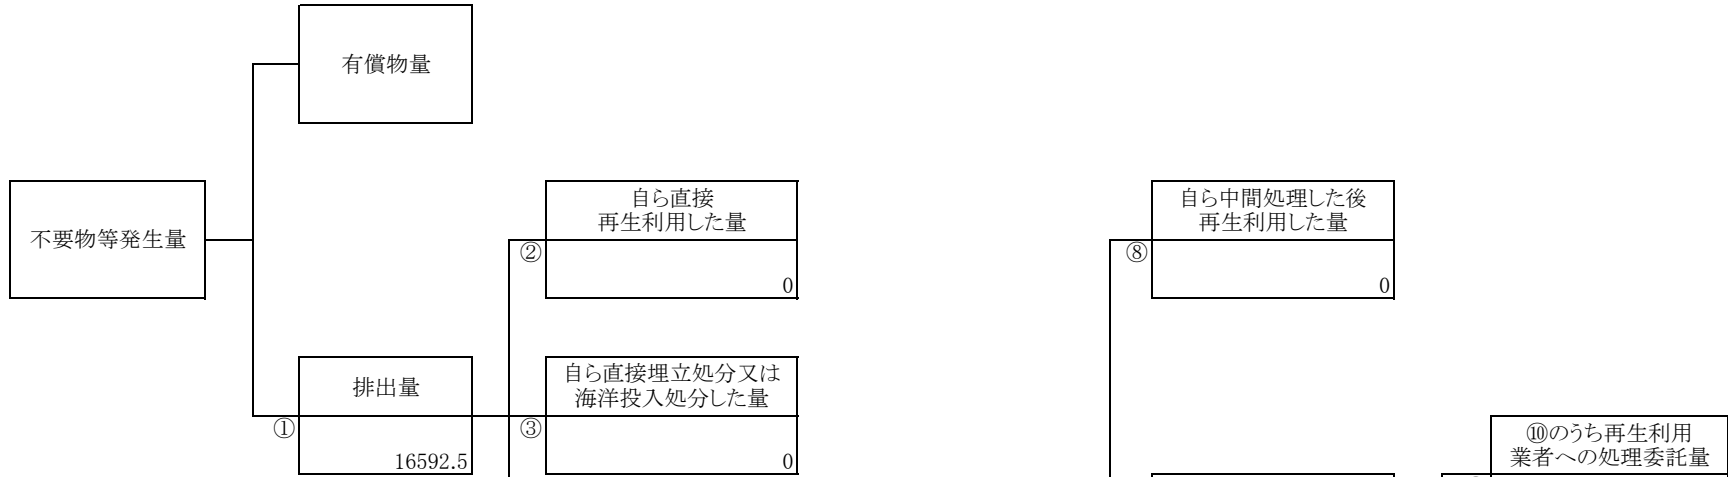 有償物量
不要物等発生量
自ら直接
再生利用した量
②
0
自ら中間処理した後
再生利用した量
⑧
0
排出量
①
16592.5
自ら直接埋立処分又は
海洋投入処分した量
③
0
⑩のうち再生利用
業者への処理委託量